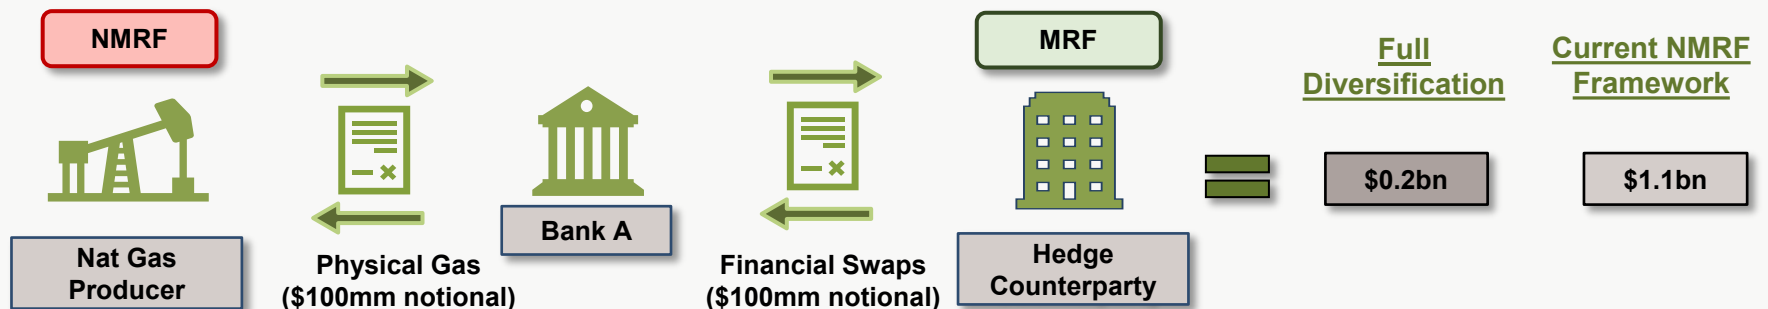 NMRF
MRF
Full
Diversification
Current NMRF
Framework
$0.2bn
$1.1bn
Bank A
Nat Gas
Producer
Physical Gas
($100mm notional)
Financial Swaps
($100mm notional)
Hedge
Counterparty